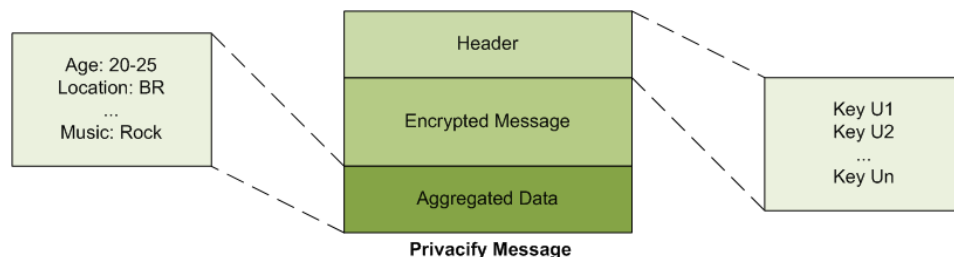 Age: 20-25
Location: BR
...
Music: Rock
Header
Encrypted Message
Aggregated Data
Privacify Message
Key U1
Key U2
...
Key Un